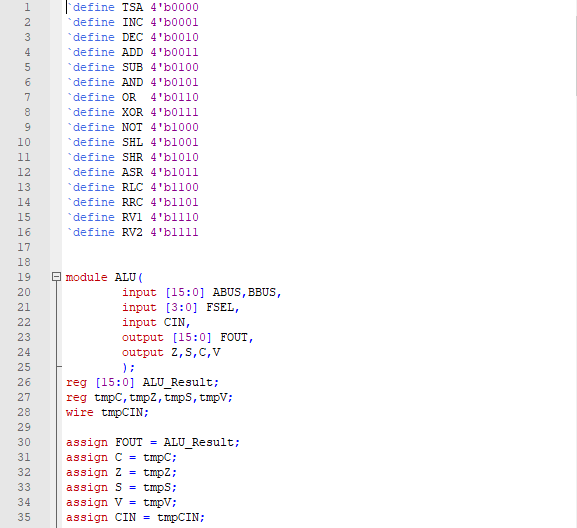 1 `define TSA 4'b0000
2 `define INC 4'b0001
3 `define DEC 4'b0010
4 `define ADD 4'b0011
5 `define SUB 4'b0100
6 `define AND 4'b0101
7 `define OR  4'b0110
8 `define XOR 4'b0111
9 `define NOT 4'b1000
10 `define SHL 4'b1001
11 `define SHR 4'b1010
12 `define ASR 4'b1011
13 `define RLC 4'b1100
14 `define RRC 4'b1101
15 `define RV1 4'b1110
16 `define RV2 4'b1111
17
18
19 module ALU(
20         input [15:0] ABUS,BBUS,
21         input [3:0] FSEL,
22         input CIN,
23         output [15:0] FOUT,
24         output Z,S,C,V
25         );
26 reg [15:0] ALU_Result;
27 reg tmpC,tmpZ,tmpS,tmpV;
28 wire tmpCIN;
29
30 assign FOUT = ALU_Result;
31 assign C = tmpC;
32 assign Z = tmpZ;
33 assign S = tmpS;
34 assign V = tmpV;
35 assign CIN = tmpCIN;